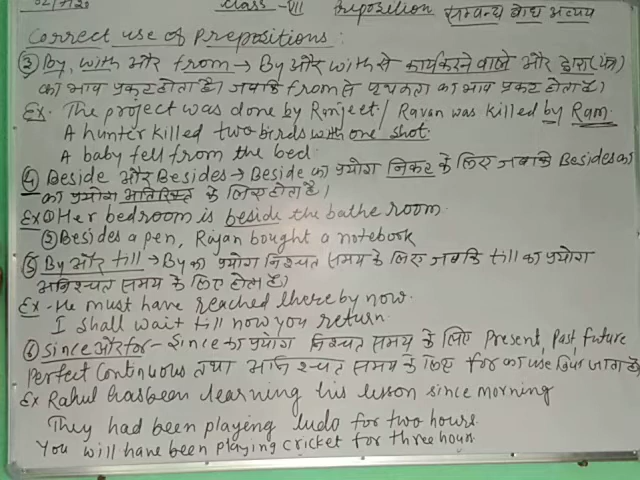 Class-VII Preposition सम्बन्ध बोध अव्यय
Correct use of Prepositions:
③ By, with और from → By और with से कार्य करने वाले और द्वारा (यंत्र)
का भाव प्रकट होता है। जबकि from से पृथकता का भाव प्रकट होता है।
Ex. The project was done by Ranjeet / Ravan was killed by Ram
A hunter killed two birds with one shot.
A baby fell from the bed.
④ Beside और Besides → Beside का प्रयोग निकट के लिए जबकि Besides का
का प्रयोग अतिरिक्त के लिए होता है।
Ex ① Her bedroom is beside the bathe room.
② Besides a pen, Rajan bought a notebook
⑤ By और till → By का प्रयोग निश्चत समय के लिए जबकि till का प्रयोग
अनिश्चत समय के लिए होता है।
Ex - He must have reached there by now.
I shall wait till now you return.
⑥ Since और for - Since का प्रयोग निश्चत समय के लिए Present, Past, future
Perfect Continuous तथा अनिश्चत समय के लिए for का use किया जाता है
Ex Rahul has been learning his lesson since morning
They had been playeng ludo for two hours.
You will have been playing cricket for three hours.